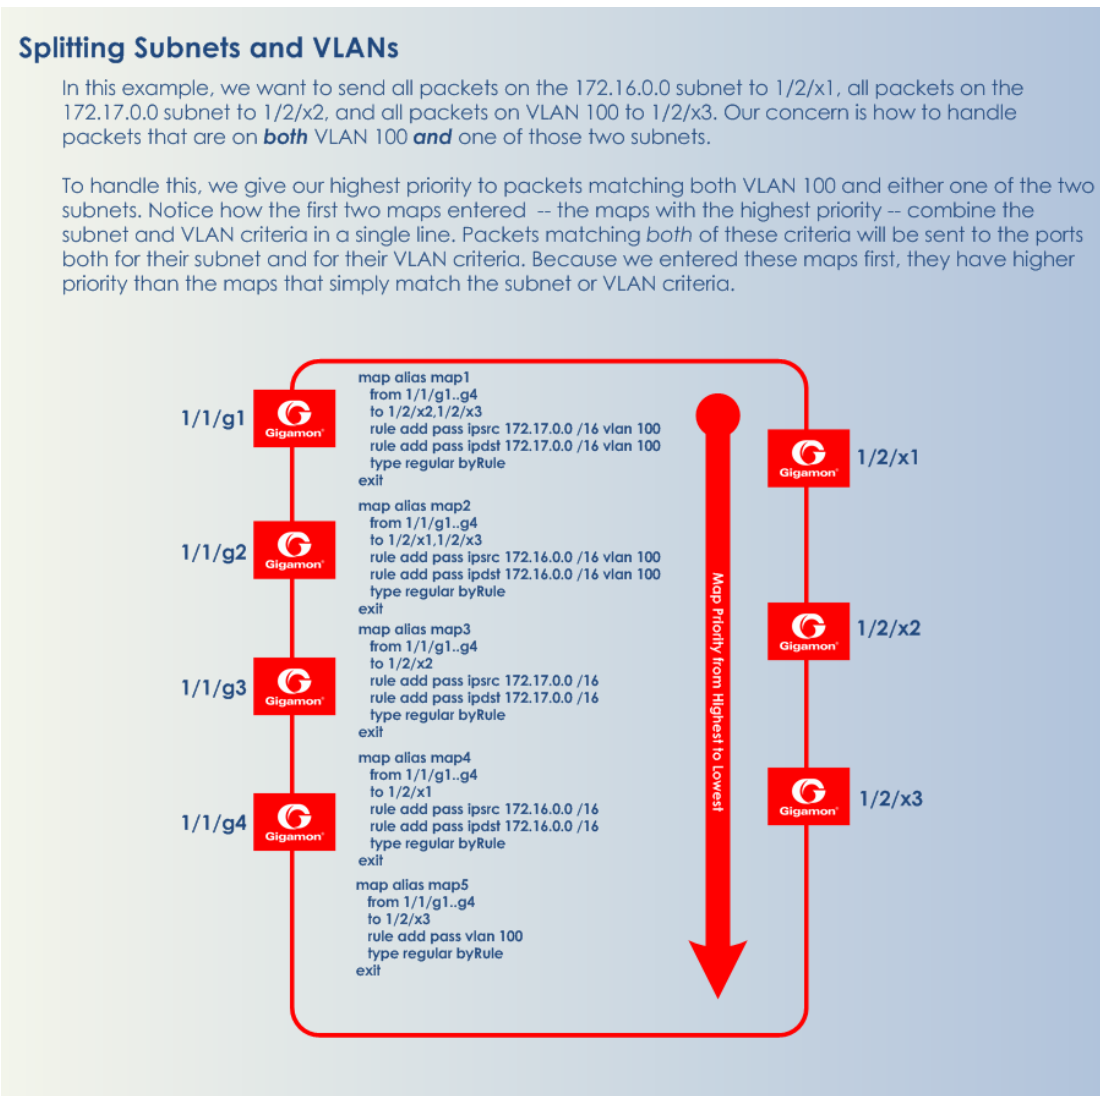 Splitting Subnets and VLANs
In this example, we want to send all packets on the 172.16.0.0 subnet to 1/2/x1, all packets on the
172.17.0.0 subnet to 1/2/x2, and all packets on VLAN 100 to 1/2/x3. Our concern is how to handle
packets that are on both VLAN 100 and one of those two subnets.
To handle this, we give our highest priority to packets matching both VLAN 100 and either one of the two
subnets. Notice how the first two maps entered -- the maps with the highest priority -- combine the
subnet and VLAN criteria in a single line. Packets matching both of these criteria will be sent to the ports
both for their subnet and for their VLAN criteria. Because we entered these maps first, they have higher
priority than the maps that simply match the subnet or VLAN criteria.
1/1/g1
Gigamon®
1/1/g2
Gigamon®
1/1/g3
Gigamon®
1/1/g4
Gigamon®
map alias map1
from 1/1/g1..g4
to 1/2/x2,1/2/x3
rule add pass ipsrc 172.17.0.0 /16 vlan 100
rule add pass ipdst 172.17.0.0 /16 vlan 100
type regular byRule
exit
map alias map2
from 1/1/g1..g4
to 1/2/x1,1/2/x3
rule add pass ipsrc 172.16.0.0 /16 vlan 100
rule add pass ipdst 172.16.0.0 /16 vlan 100
type regular byRule
exit
map alias map3
from 1/1/g1..g4
to 1/2/x2
rule add pass ipsrc 172.17.0.0 /16
rule add pass ipdst 172.17.0.0 /16
type regular byRule
exit
map alias map4
from 1/1/g1..g4
to 1/2/x1
rule add pass ipsrc 172.16.0.0 /16
rule add pass ipdst 172.16.0.0 /16
type regular byRule
exit
map alias map5
from 1/1/g1..g4
to 1/2/x3
rule add pass vlan 100
type regular byRule
exit
Map Priority from Highest to Lowest
Gigamon®
1/2/x1
Gigamon®
1/2/x2
Gigamon®
1/2/x3